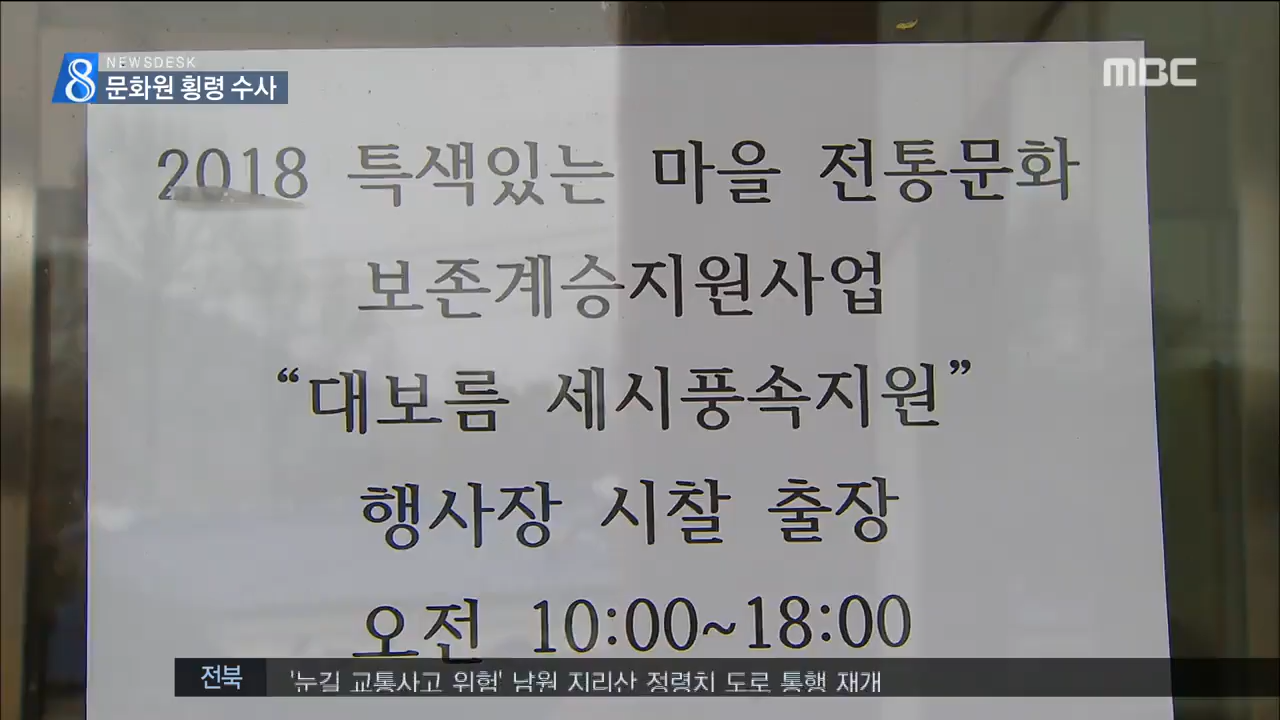 NEWSDESK
8 문화원 횡령 수사
MBC
2018 특색있는 마을 전통문화
보존계승지원사업
“대보름 세시풍속지원”
행사장 시찰 출장
오전 10:00~18:00
전북 '눈길 교통사고 위험' 남원 지리산 정령치 도로 통행 재개